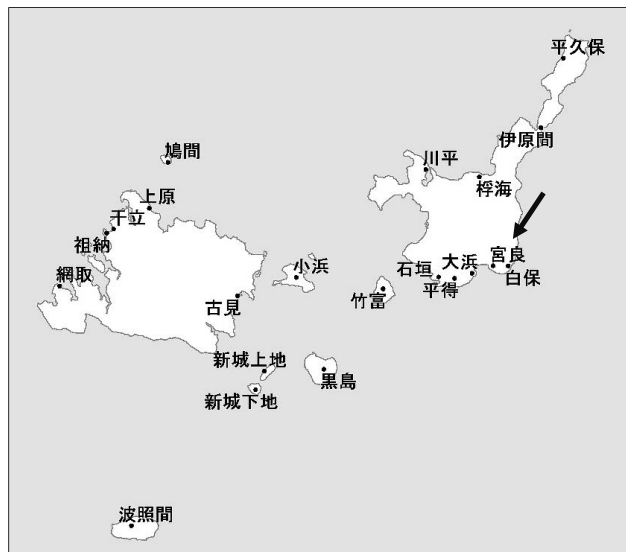 平久保
伊原間
鳩間
川平
桴海
上原
干立
祖納
宮良
網取
小浜
石垣
大浜
白保
古見
竹富
平得
新城上地
黒島
新城下地
波照間